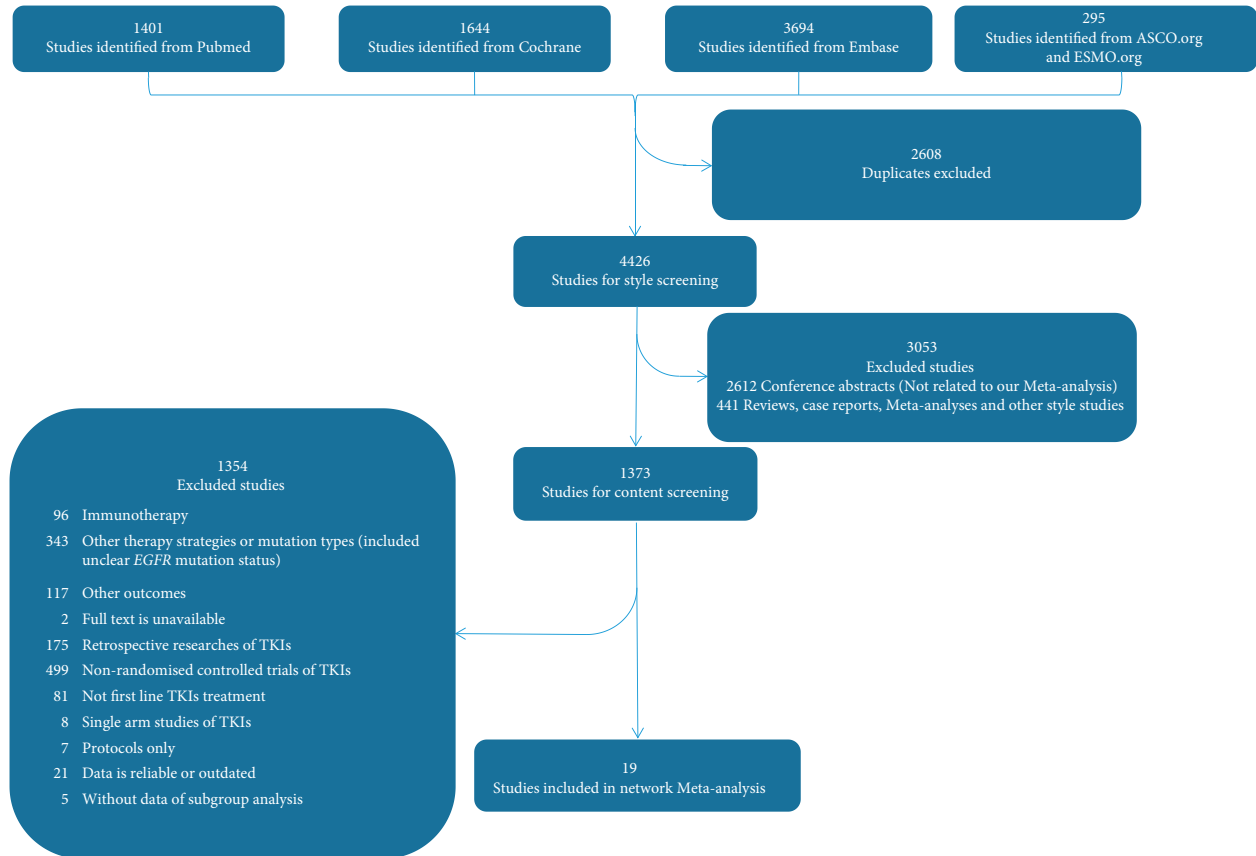 1401
Studies identified from Pubmed
1644
Studies identified from Cochrane
3694
Studies identified from Embase
295
Studies identified from ASCO.org
and ESMO.org
2608
Duplicates excluded
4426
Studies for style screening
3053
Excluded studies
2612 Conference abstracts (Not related to our Meta-analysis)
441 Reviews, case reports, Meta-analyses and other style studies
1373
Studies for content screening
1354
Excluded studies
96 Immunotherapy
343 Other therapy strategies or mutation types (included
unclear EGFR mutation status)
117 Other outcomes
2 Full text is unavailable
175 Retrospective researches of TKIs
499 Non-randomised controlled trials of TKIs
81 Not first line TKIs treatment
8 Single arm studies of TKIs
7 Protocols only
21 Data is reliable or outdated
5 Without data of subgroup analysis
19
Studies included in network Meta-analysis